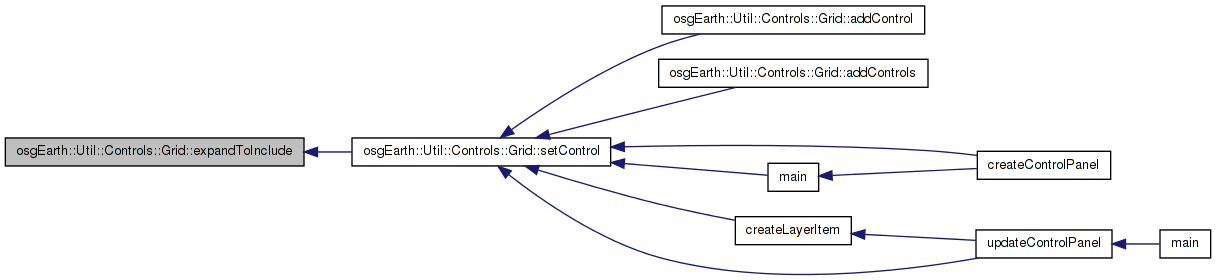 osgEarth::Util::Controls::Grid::addControl
osgEarth::Util::Controls::Grid::addControls
osgEarth::Util::Controls::Grid::expandToInclude
osgEarth::Util::Controls::Grid::setControl
createControlPanel
main
createLayerItem
updateControlPanel
main